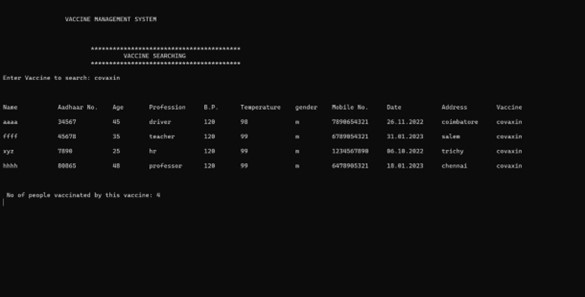 VACCINE MANAGEMENT SYSTEM
*****************************************
VACCINE SEARCHING
*****************************************
Enter Vaccine to search: covaxin
Name Aadhaar No. Age Profession B.P. Temperature gender Mobile No. Date Address Vaccine
aaaa 34567 45 driver 120 98 m 7890654321 26.11.2022 coimbatore covaxin
ffff 45678 35 teacher 120 99 m 6789054321 31.01.2023 salem covaxin
xyz 7890 25 hr 120 99 m 1234567890 06.10.2022 trichy covaxin
hhhh 80065 48 professor 120 99 m 6478905321 18.01.2023 chennai covaxin
No of people vaccinated by this vaccine: 4